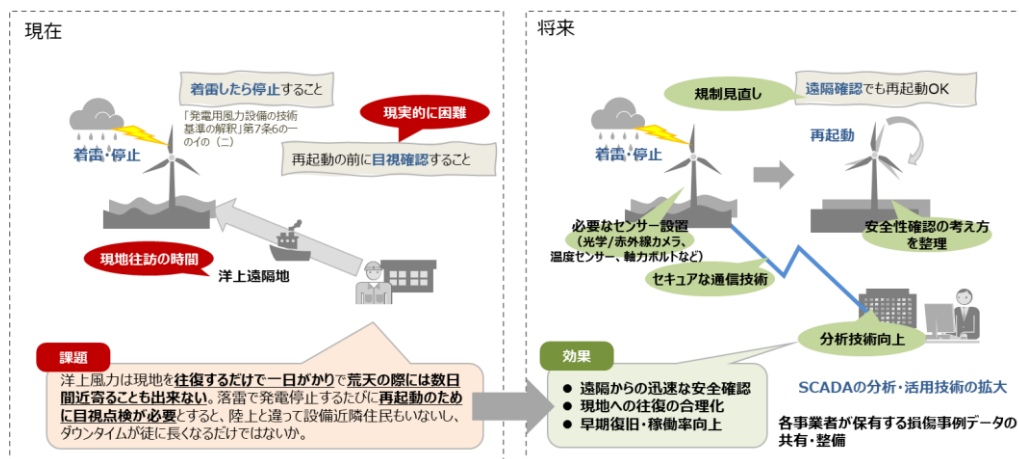 現在
着雷したら停止すること
「発電用風力設備の技術
基準の解釈」第7条6の一
のイの（ニ）
現実的に困難
着雷・停止
再起動の前に目視確認すること
現地往訪の時間
洋上遠隔地
課題
洋上風力は現地を往復するだけで一日がかりで荒天の際には数日
間近寄ることも出来ない。落雷で発電停止するたびに再起動のため
に目視点検が必要とすると、陸上と違って設備近隣住民もいないし、
ダウンタイムが徒に長くなるだけではないか。
将来
規制見直し
遠隔確認でも再起動OK
着雷・停止
再起動
必要なセンサー設置
（光学/赤外線カメラ、
温度センサー、軸力ボルトなど）
安全性確認の考え方
を整理
セキュアな通信技術
分析技術向上
効果
● 遠隔からの迅速な安全確認
● 現地への往復の合理化
● 早期復旧・稼働率向上
SCADAの分析・活用技術の拡大
各事業者が保有する損傷事例データの
共有・整備